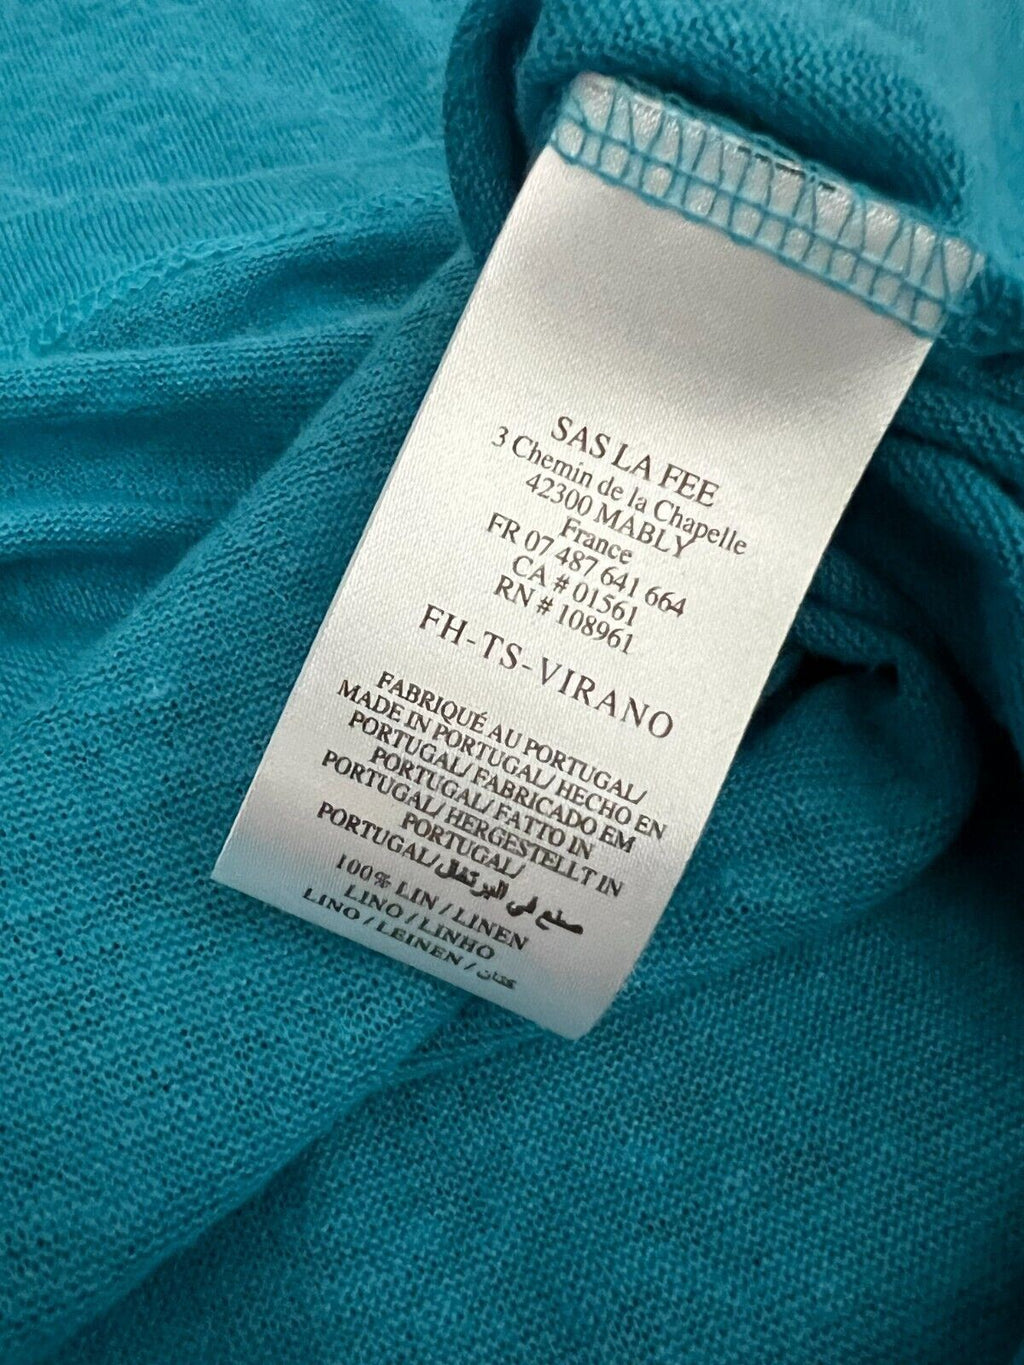 SAS LA FEE
3 Chemin de la Chapelle
42300 MABLY
France
FR 07 487 641 664
CA # 01561
RN # 108961
FH-TS-VIRANO
FABRIQUÉ AU PORTUGAL/
MADE IN PORTUGAL/ HECHO EN
PORTUGAL/ FABRICADO EM
PORTUGAL/ FATTO IN
PORTUGAL/ HERGESTELLT IN
PORTUGAL/
PORTUGAL/ صنع في البرتغال
100% LIN / LINEN
LINO / LINHO
LINO / LEINEN / كتان